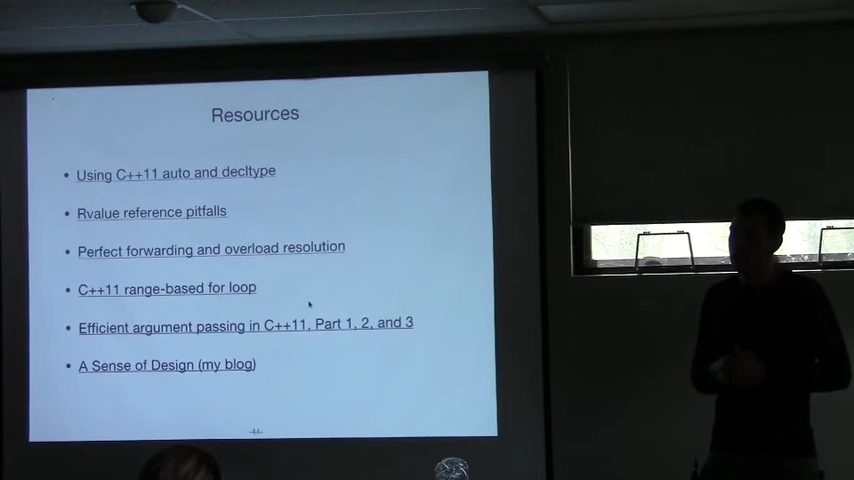 Resources
• Using C++11 auto and decltype
• Rvalue reference pitfalls
• Perfect forwarding and overload resolution
• C++11 range-based for loop
• Efficient argument passing in C++11, Part 1, 2, and 3
• A Sense of Design (my blog)
-44-